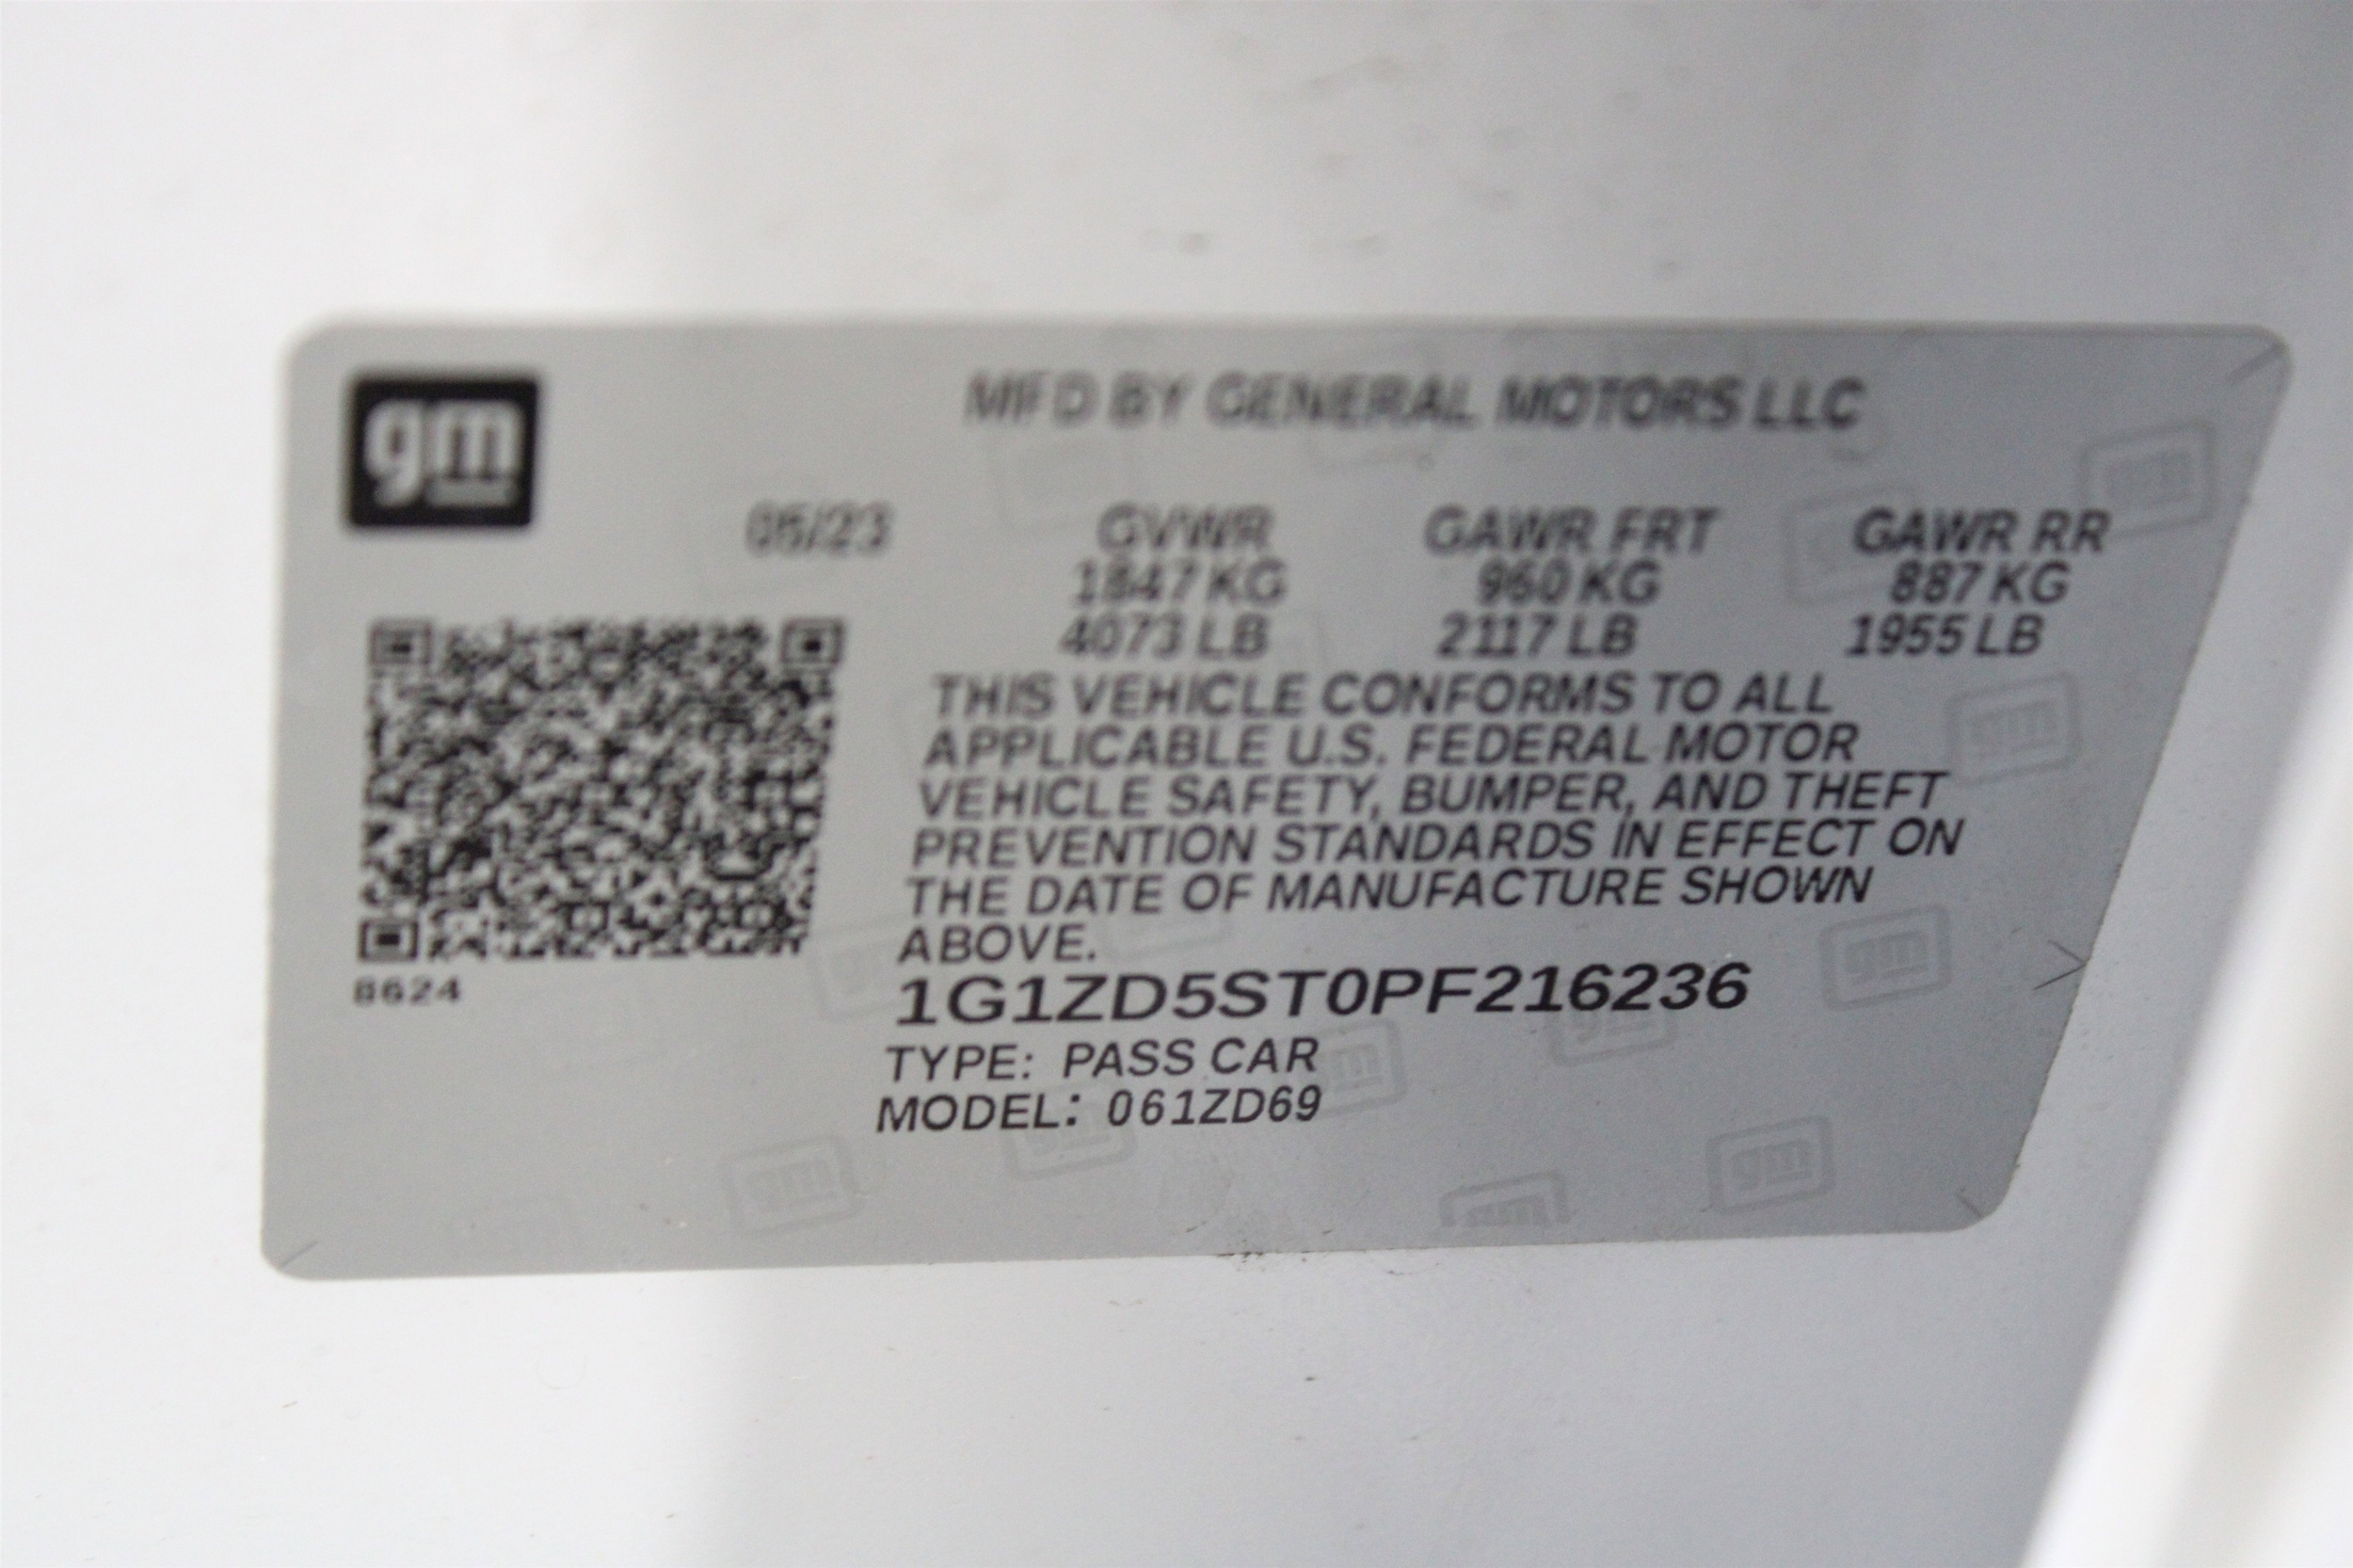 gm
MFD BY GENERAL MOTORS LLC
05/23 GVWR GAWR FRT GAWR RR
1847 KG 960 KG 887 KG
4073 LB 2117 LB 1955 LB
THIS VEHICLE CONFORMS TO ALL
APPLICABLE U.S. FEDERAL MOTOR
VEHICLE SAFETY, BUMPER, AND THEFT
PREVENTION STANDARDS IN EFFECT ON
THE DATE OF MANUFACTURE SHOWN
ABOVE.
8624
1G1ZD5ST0PF216236
TYPE: PASS CAR
MODEL: 061ZD69